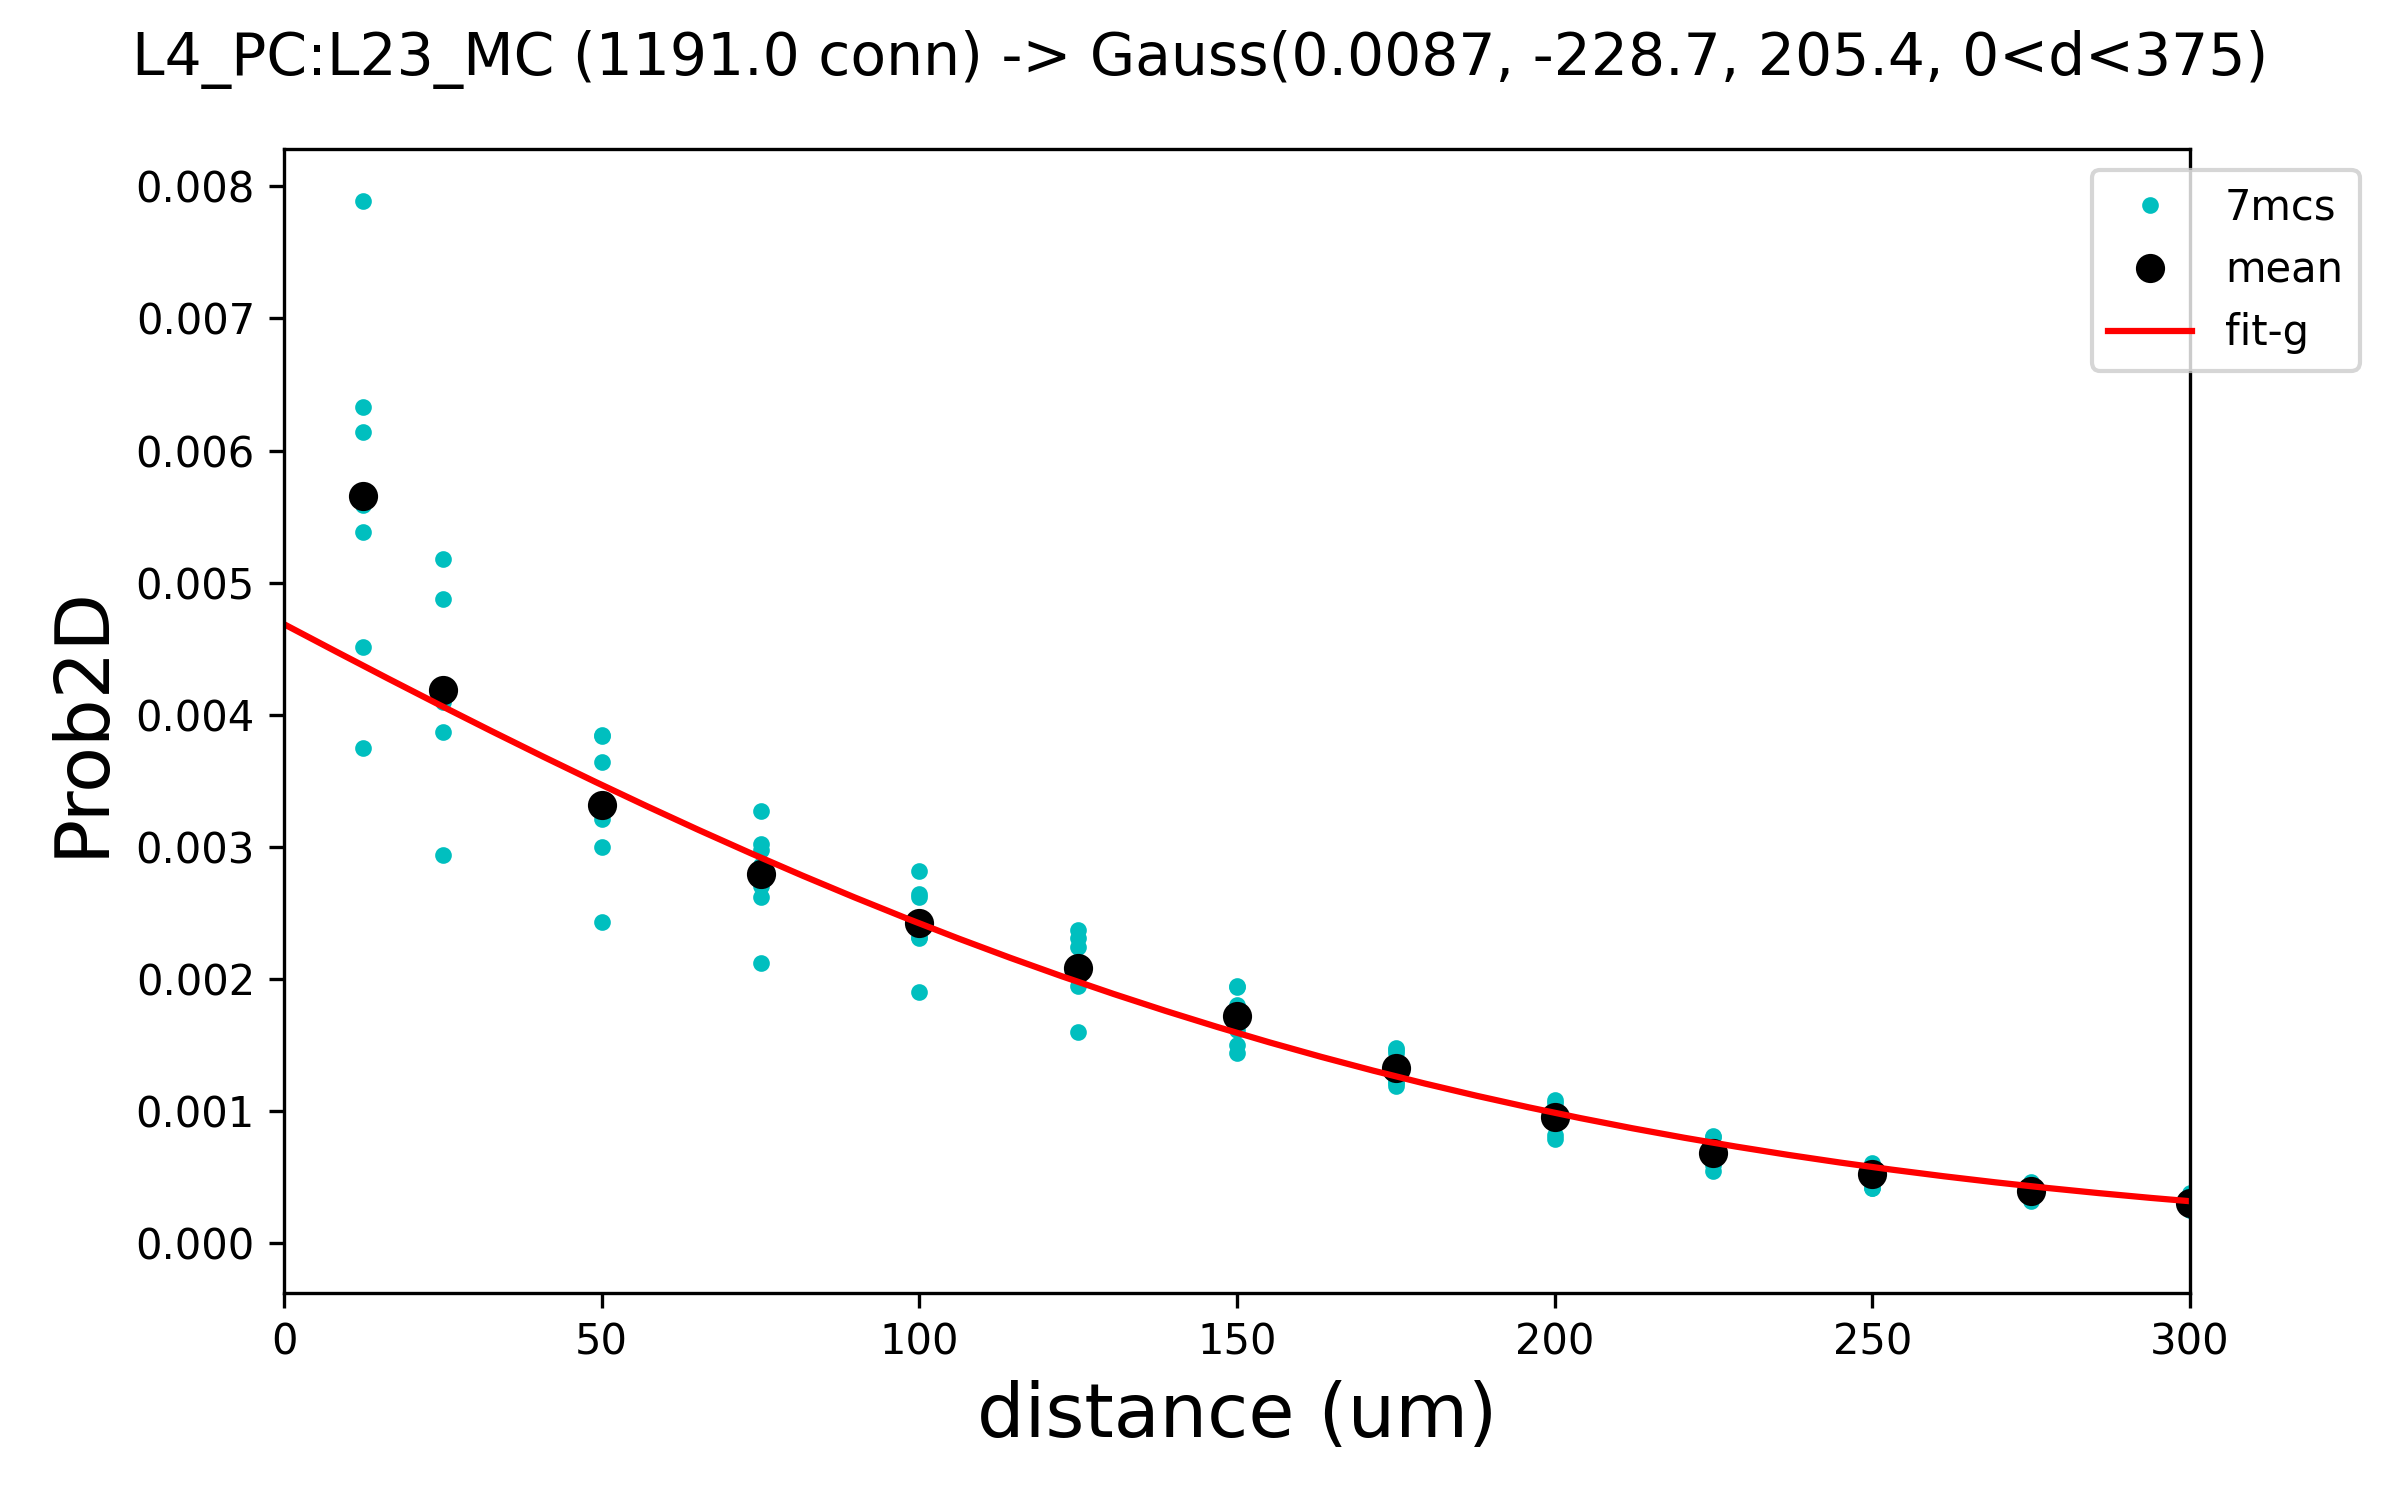 L4_PC:L23_MC (1191.0 conn) -> Gauss(0.0087, -228.7, 205.4, 0<d<375)
0.008
0.007
0.006
0.005
0.004
0.003
0.002
0.001
0.000
Prob2D
0 50 100 150 200 250 300
distance (um)
7mcs
mean
fit-g